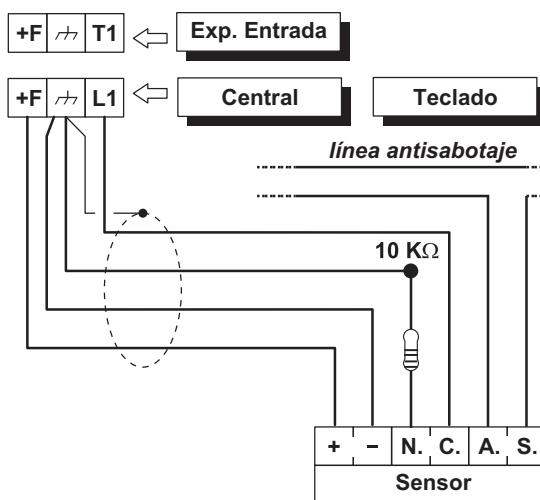 +F T1 Exp. Entrada
+F L1 Central Teclado
línea antisabotaje
10 KΩ
+ − N. C. A. S.
Sensor